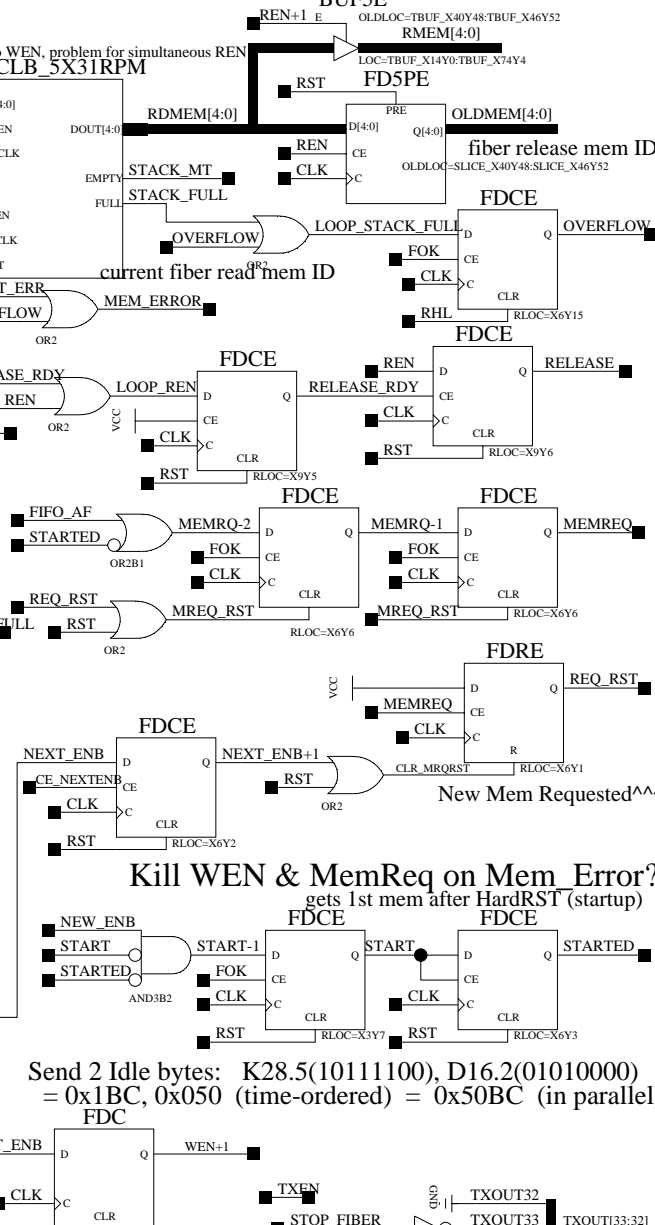 BUF5E
REN+1 E
OLDLOC=TBUF_X40Y48:TBUF_X46Y52
RMEM[4:0]
WEN, problem for simultaneous REN
LOC=TBUF_X14Y0:TBUF_X74Y4
CLB_5X31RPM
FD5PE
RST
PRE
RDMEM[4:0]
OLDMEM[4:0]
DOUT[4:0]
D[4:0]
Q[4:0]
REN
CE
fiber release mem ID
OLDLOC=SLICE_X40Y48:SLICE_X46Y52
CLK
C
EMPTY
STACK_MT
FULL
STACK_FULL
FDCE
LOOP_STACK_FULL
D
Q
OVERFLOW
OVERFLOW
OR2
FOK
CE
current fiber read mem ID
CLK
C
CLR
RHL
RLOC=X6Y15
T_ERR
MEM_ERROR
FLOW
OR2
FDCE
REN
D
Q
RELEASE
FDCE
ASE_RDY
LOOP_REN
D
Q
RELEASE_RDY
CE
REN
OR2
VCC
CE
CLK
C
CLK
C
CLR
CLR
RST
RLOC=X9Y6
RST
RLOC=X9Y5
FDCE
FDCE
FIFO_AF
MEMRQ-2
D
Q
MEMRQ-1
D
Q
MEMREQ
STARTED
OR2B1
FOK
CE
FOK
CE
CLK
C
CLK
C
CLR
CLR
REQ_RST
MREQ_RST
MREQ_RST
RLOC=X6Y6
RLOC=X6Y6
FULL
RST
OR2
FDRE
VCC
D
Q
REQ_RST
MEMREQ
CE
CLK
C
R
RLOC=X6Y1
FDCE
NEXT_ENB
D
Q
NEXT_ENB+1
CLR_MRQRST
CE_NEXTENB
CE
RST
OR2
New Mem Requested^^
CLK
C
CLR
RST
RLOC=X6Y2
Kill WEN & MemReq on Mem_Error?
gets 1st mem after HardRST (startup)
FDCE
FDCE
NEW_ENB
START
START-1
D
Q
START
D
Q
STARTED
STARTED
AND3B2
FOK
CE
CE
CLK
C
CLK
C
CLR
CLR
RST
RLOC=X3Y7
RST
RLOC=X6Y3
Send 2 Idle bytes: K28.5(10111100), D16.2(01010000)
= 0x1BC, 0x050 (time-ordered) = 0x50BC (in parallel
FDC
T_ENB
D
Q
WEN+1
CLK
C
CLR
TXEN
STOP_FIBER
GND
TXOUT32
TXOUT[33:32]